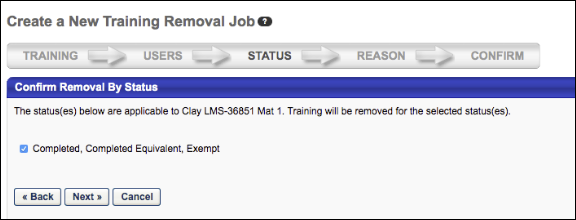 Create a New Training Removal Job ?
TRAINING USERS STATUS REASON CONFIRM
Confirm Removal By Status
The status(es) below are applicable to Clay LMS-36851 Mat 1. Training will be removed for the selected status(es).
Completed, Completed Equivalent, Exempt
« Back Next » Cancel